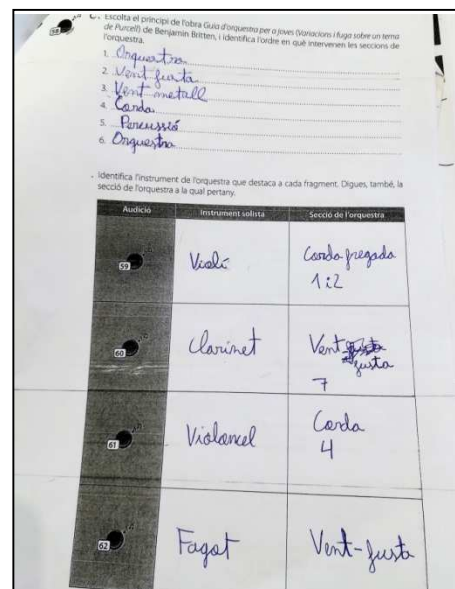 58 C. Escolta el principi de l'obra Guia d'orquestra per a joves (Variacions i fuga sobre un tema
de Purcell) de Benjamin Britten, i identifica l'ordre en què intervenen les seccions de
l'orquestra.
1. Orquestra
2. Vent fusta
3. Vent metall
4. Corda
5. Percussió
6. Orquestra
. Identifica l'instrument de l'orquestra que destaca a cada fragment. Digues, també, la
secció de l'orquestra a la qual pertany.
Audició Instrument solista Secció de l'orquestra
59 Violí Corda fregada
1 i 2
60 Clarinet Vent
fusta
7
61 Violoncel Corda
4
62 Fagot Vent-fusta